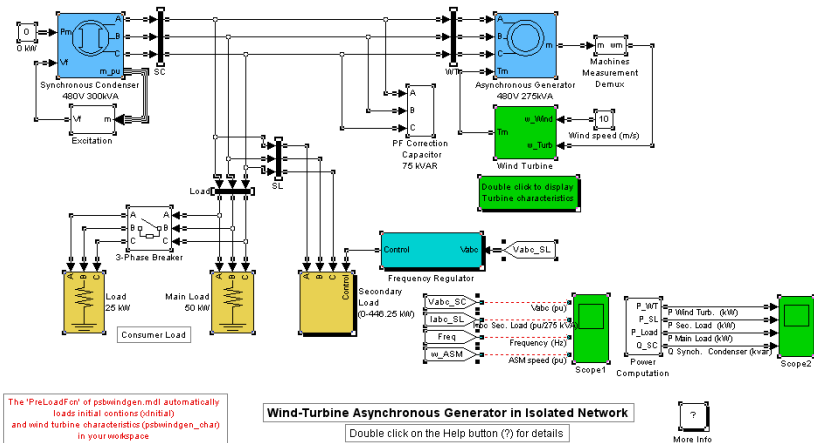 0
0 kW
Pm
Vf
A
B
C
m_pu
Synchronous Condenser
480V 300kVA
Vf
m
Excitation
SC
WT
A
B
C
Tm
m
Asynchronous Generator
480V 275kVA
m wm
Machines
Measurement
Demux
A
B
C
PF Correction
Capacitor
75 kVAR
Tm
w_Wind
w_Turb
Wind Turbine
10
Wind speed (m/s)
Double click to display
Turbine characteristics
SL
Load
A
B
C
A
B
C
3-Phase Breaker
A
B
C
Load
25 kW
A
B
C
Main Load
50 kW
A
B
C
Control
Secondary
Load
(0-446.25 kW)
Consumer Load
Control
Vabc
Frequency Regulator
Vabc_SL
Vabc_SC
Vabc (pu)
Iabc_SL
Iabc Sec. Load (pu/275 kVA)
Freq
Frequency (Hz)
w_ASM
ASM speed (pu)
Scope1
P_WT
P_SL
P_Load
Q_SC
Power
Computation
P Wind Turb. (kW)
P Sec. Load (kW)
P Main Load (kW)
Q Synch. Condenser (kvar)
Scope2
The 'PreLoadFcn' of psbwindgen.mdl automatically
loads initial contions (xInitial)
and wind turbine characteristics (psbwindgen_char)
in your workspace
Wind-Turbine Asynchronous Generator in Isolated Network
Double click on the Help button (?) for details
?
More Info